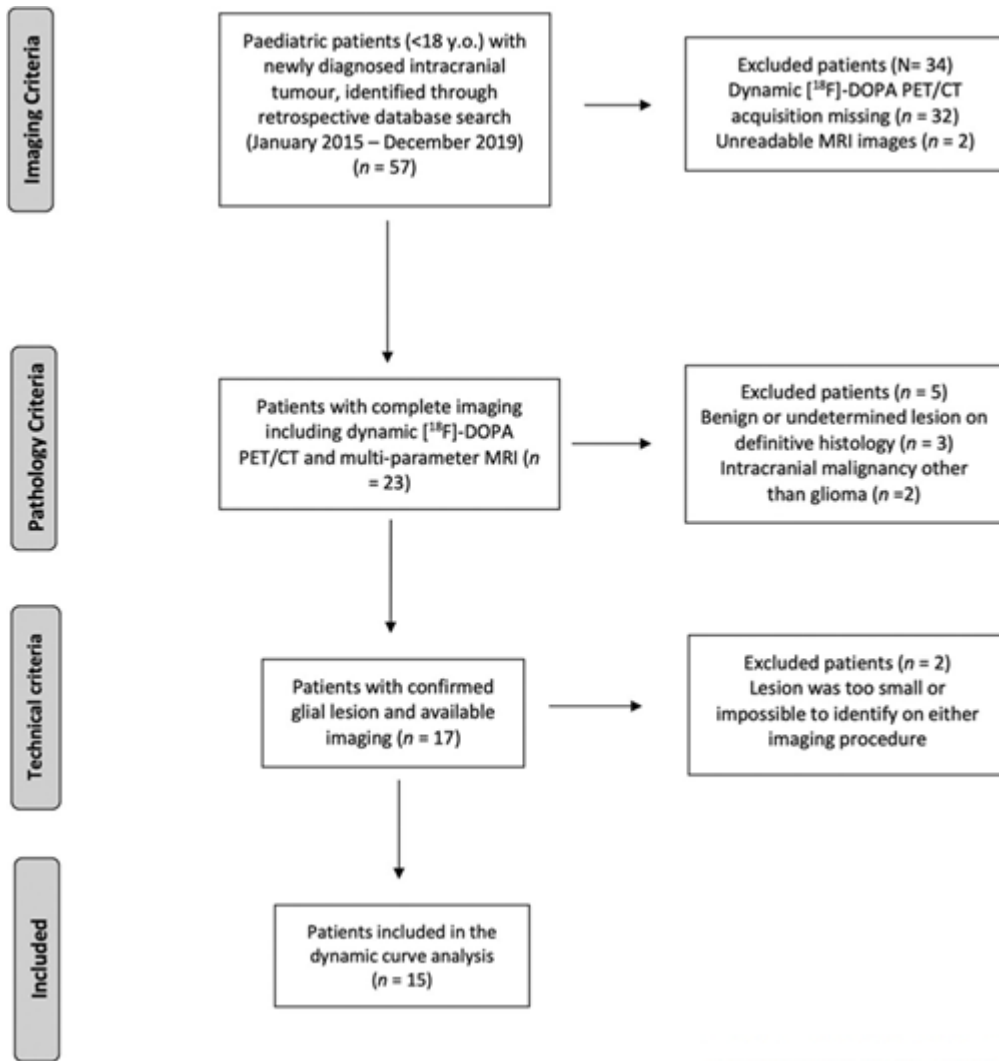 Imaging Criteria
Paediatric patients (<18 y.o.) with
newly diagnosed intracranial
tumour, identified through
retrospective database search
(January 2015 – December 2019)
(n = 57)
Excluded patients (N= 34)
Dynamic [¹⁸F]-DOPA PET/CT
acquisition missing (n = 32)
Unreadable MRI images (n = 2)
Pathology Criteria
Patients with complete imaging
including dynamic [¹⁸F]-DOPA
PET/CT and multi-parameter MRI (n
= 23)
Excluded patients (n = 5)
Benign or undetermined lesion on
definitive histology (n = 3)
Intracranial malignancy other
than glioma (n =2)
Technical criteria
Patients with confirmed
glial lesion and available
imaging (n = 17)
Excluded patients (n = 2)
Lesion was too small or
impossible to identify on either
imaging procedure
Included
Patients included in the
dynamic curve analysis
(n = 15)